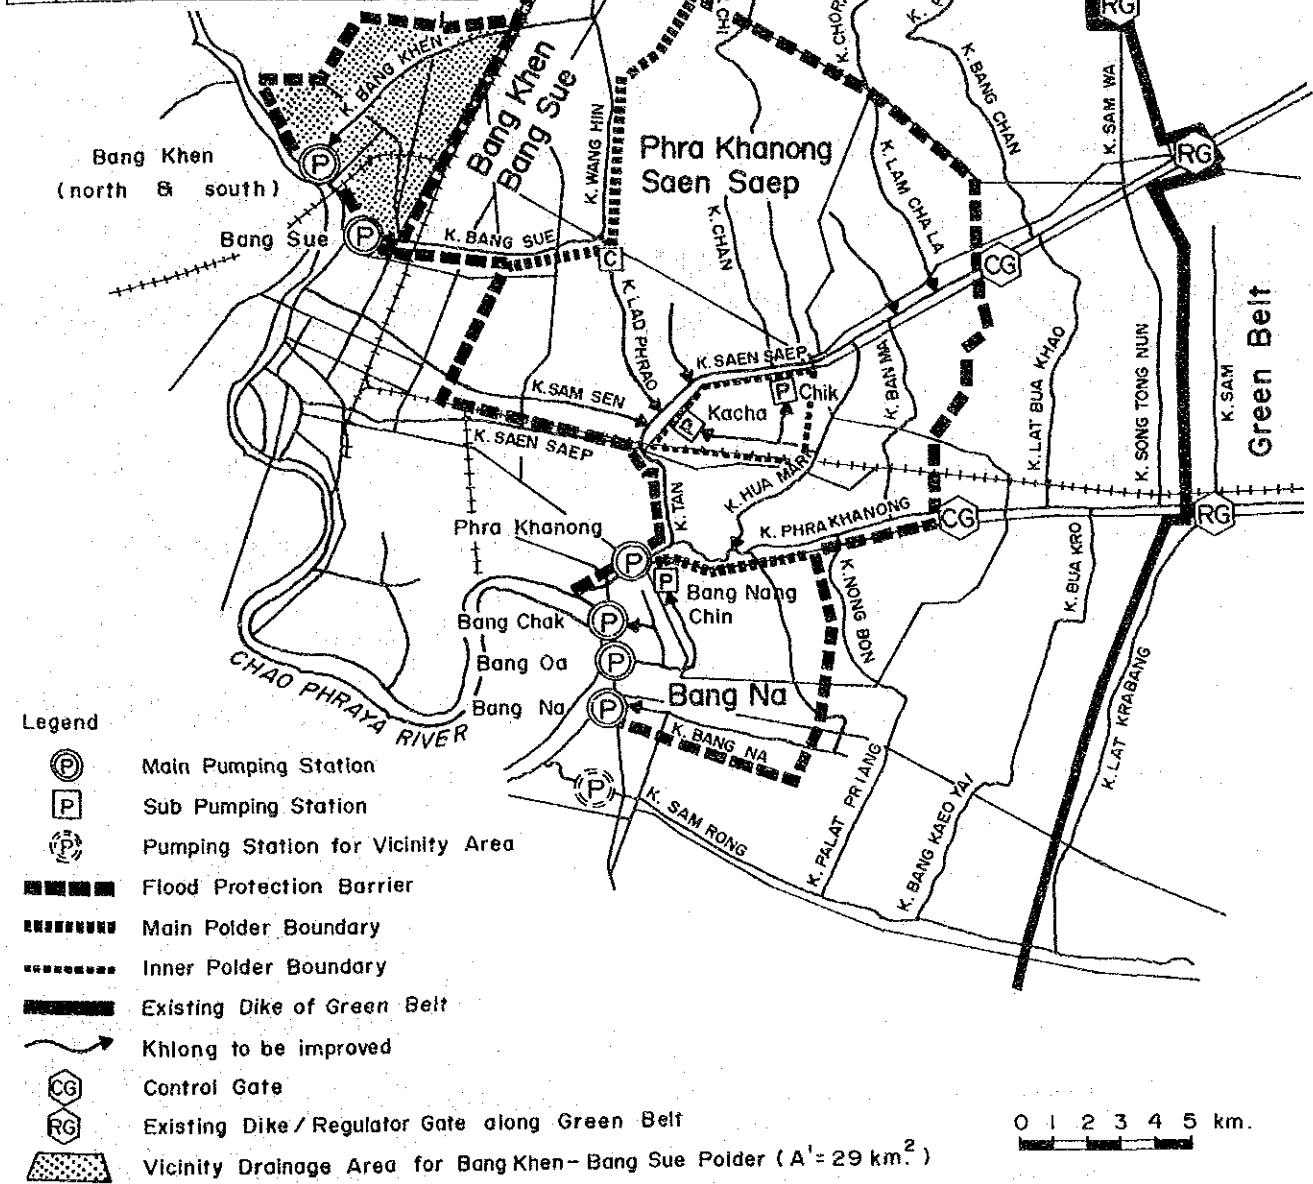 RG
K. BANG KHEN
Bang Khen
Bang Sue
K. WANG HIN
Phra Khanong
Saen Saep
K. BANG CHAN
K. SAM WA
RG
Bang Khen
(north & south)
P
Bang Sue
P
K. BANG SUE
C
K. CHAN
K. LAM CHA LA
CG
K. LAD PHRAO
K. SAEN SAEP
P
Chik
Kacha
P
K. BAN MA
K. SAM SEN
K. SAEN SAEP
K. HUA MARK
K. TAN
K. LAT BUA KHAO
K. SONG TONG NUN
K. SAM
Green Belt
Phra Khanong
P
K. PHRA KHANONG
CG
RG
P
Bang Nang
Chin
K. NONG BON
K. BUA KRO
Bang Chak
P
Bang Oa
P
Bang Na
P
Bang Na
K. BANG NA
K. LAT KRABANG
CHAO PHRAYA RIVER
P
K. SAM RONG
K. PALAT PRIANG
K. BANG KAEO YAI
Legend
P Main Pumping Station
P Sub Pumping Station
P Pumping Station for Vicinity Area
Flood Protection Barrier
Main Polder Boundary
Inner Polder Boundary
Existing Dike of Green Belt
Khlong to be improved
CG Control Gate
RG Existing Dike / Regulator Gate along Green Belt
Vicinity Drainage Area for Bang Khen - Bang Sue Polder ( A' = 29 km.² )
0 1 2 3 4 5 km.